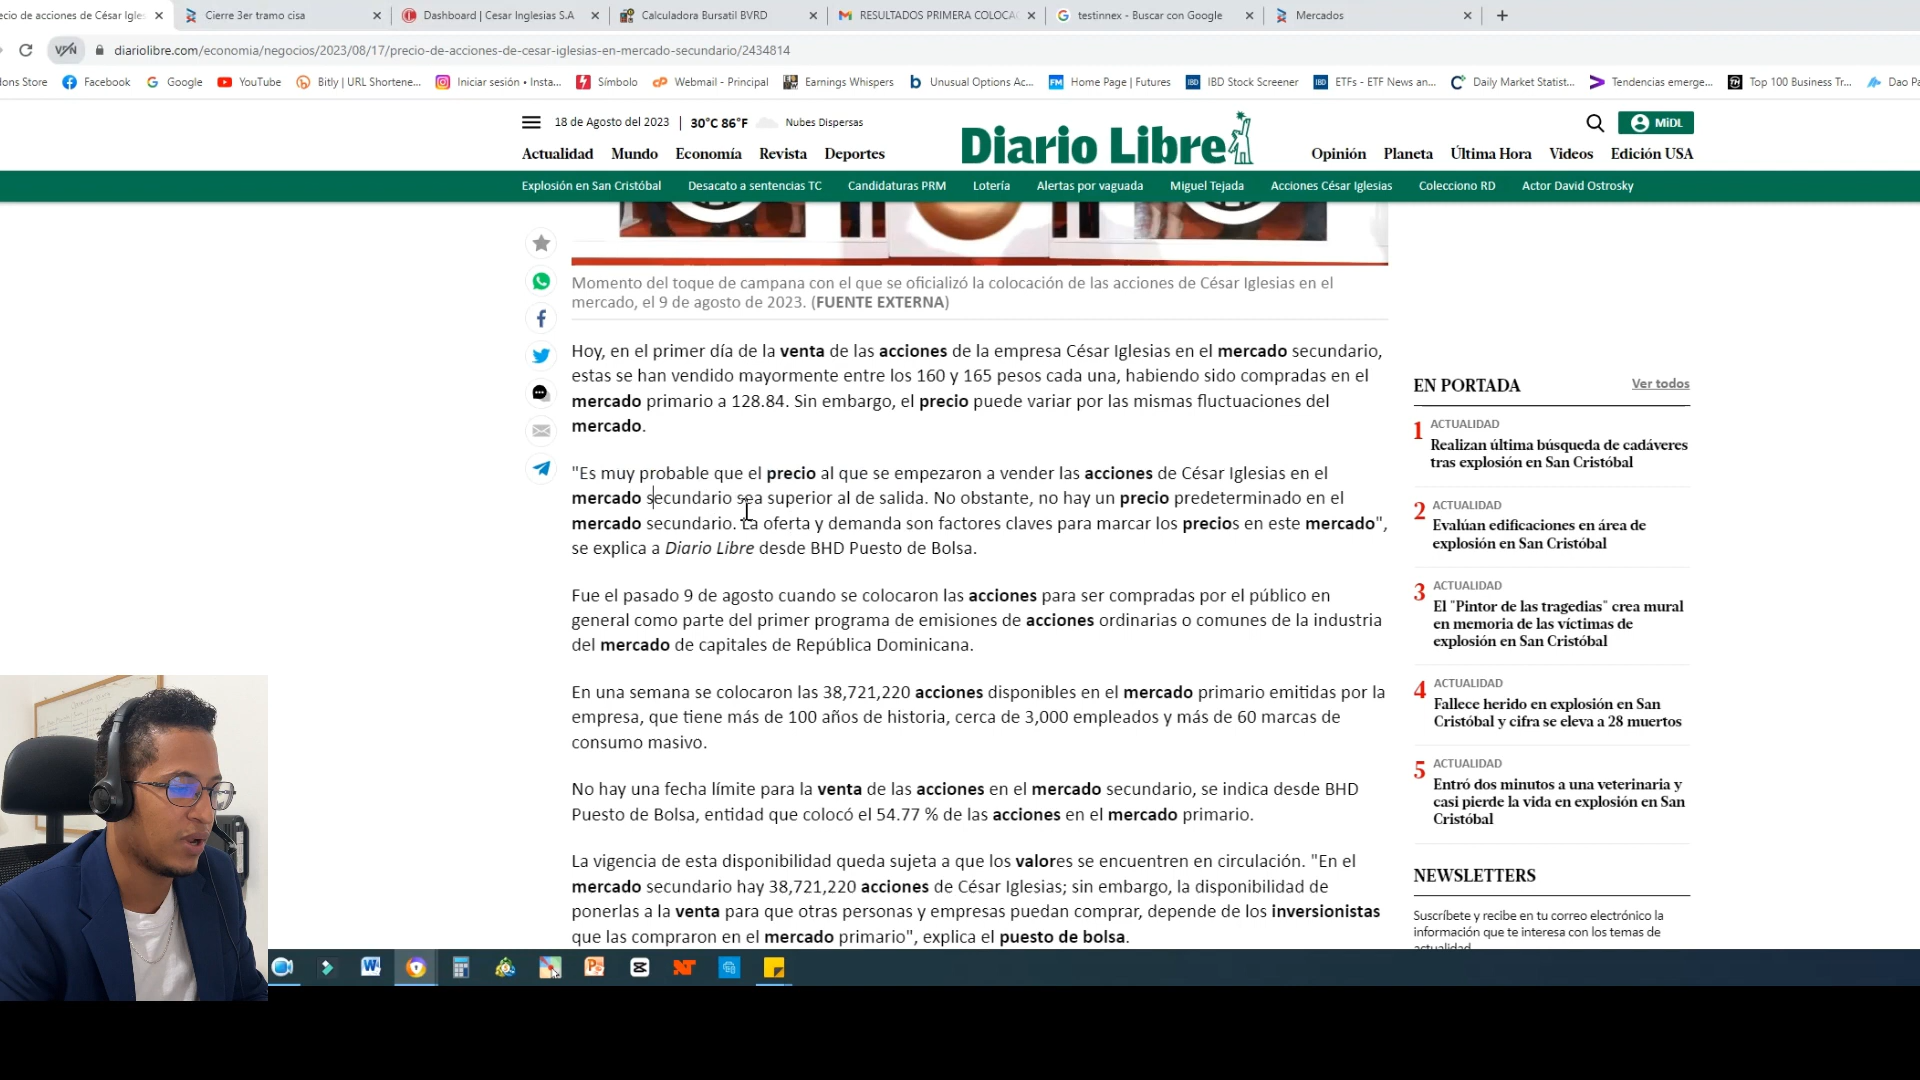 ecio de acciones de César Igles
Cierre 3er tramo cisa
Dashboard | Cesar Inglesias S.A
Calculadora Bursatil BVRD
RESULTADOS PRIMERA COLOCA
testinnex - Buscar con Google
Mercados
VPN
diariolibre.com/economia/negocios/2023/08/17/precio-de-acciones-de-cesar-iglesias-en-mercado-secundario/2434814
dons Store
Facebook
Google
YouTube
Bitly | URL Shortene...
Iniciar sesión • Insta...
Símbolo
Webmail - Principal
Earnings Whispers
Unusual Options Ac...
Home Page | Futures
IBD Stock Screener
ETFs - ETF News an...
Daily Market Statist...
Tendencias emerge...
Top 100 Business Tr...
Dao Pa
18 de Agosto del 2023 | 30°C 86°F Nubes Dispersas
Diario Libre
MiDL
Actualidad Mundo Economía Revista Deportes
Opinión Planeta Última Hora Videos Edición USA
Explosión en San Cristóbal Desacato a sentencias TC Candidaturas PRM Lotería Alertas por vaguada Miguel Tejada Acciones César Iglesias Colecciono RD Actor David Ostrosky
Momento del toque de campana con el que se oficializó la colocación de las acciones de César Iglesias en el
mercado, el 9 de agosto de 2023. (FUENTE EXTERNA)
Hoy, en el primer día de la venta de las acciones de la empresa César Iglesias en el mercado secundario,
estas se han vendido mayormente entre los 160 y 165 pesos cada una, habiendo sido compradas en el
mercado primario a 128.84. Sin embargo, el precio puede variar por las mismas fluctuaciones del
mercado.
"Es muy probable que el precio al que se empezaron a vender las acciones de César Iglesias en el
mercado secundario sea superior al de salida. No obstante, no hay un precio predeterminado en el
mercado secundario. La oferta y demanda son factores claves para marcar los precios en este mercado",
se explica a Diario Libre desde BHD Puesto de Bolsa.
Fue el pasado 9 de agosto cuando se colocaron las acciones para ser compradas por el público en
general como parte del primer programa de emisiones de acciones ordinarias o comunes de la industria
del mercado de capitales de República Dominicana.
En una semana se colocaron las 38,721,220 acciones disponibles en el mercado primario emitidas por la
empresa, que tiene más de 100 años de historia, cerca de 3,000 empleados y más de 60 marcas de
consumo masivo.
No hay una fecha límite para la venta de las acciones en el mercado secundario, se indica desde BHD
Puesto de Bolsa, entidad que colocó el 54.77 % de las acciones en el mercado primario.
La vigencia de esta disponibilidad queda sujeta a que los valores se encuentren en circulación. "En el
mercado secundario hay 38,721,220 acciones de César Iglesias; sin embargo, la disponibilidad de
ponerlas a la venta para que otras personas y empresas puedan comprar, depende de los inversionistas
que las compraron en el mercado primario", explica el puesto de bolsa.
EN PORTADA
Ver todos
1 ACTUALIDAD
Realizan última búsqueda de cadáveres
tras explosión en San Cristóbal
2 ACTUALIDAD
Evalúan edificaciones en área de
explosión en San Cristóbal
3 ACTUALIDAD
El "Pintor de las tragedias" crea mural
en memoria de las víctimas de
explosión en San Cristóbal
4 ACTUALIDAD
Fallece herido en explosión en San
Cristóbal y cifra se eleva a 28 muertos
5 ACTUALIDAD
Entró dos minutos a una veterinaria y
casi pierde la vida en explosión en San
Cristóbal
NEWSLETTERS
Suscríbete y recibe en tu correo electrónico la
información que te interesa con los temas de
actualidad